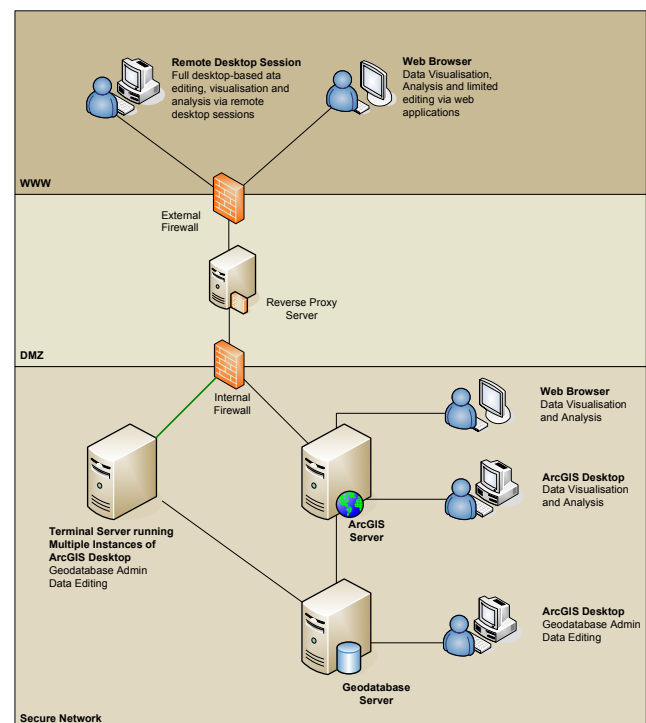 Remote Desktop Session
Full desktop-based ata
editing, visualisation and
analysis via remote
desktop sessions
Web Browser
Data Visualisation,
Analysis and limited
editing via web
applications
WWW
External
Firewall
Reverse Proxy
Server
DMZ
Internal
Firewall
Web Browser
Data Visualisation
and Analysis
ArcGIS Desktop
Data Visualisation
and Analysis
ArcGIS
Server
Terminal Server running
Multiple Instances of
ArcGIS Desktop
Geodatabase Admin
Data Editing
ArcGIS Desktop
Geodatabase Admin
Data Editing
Geodatabase
Server
Secure Network